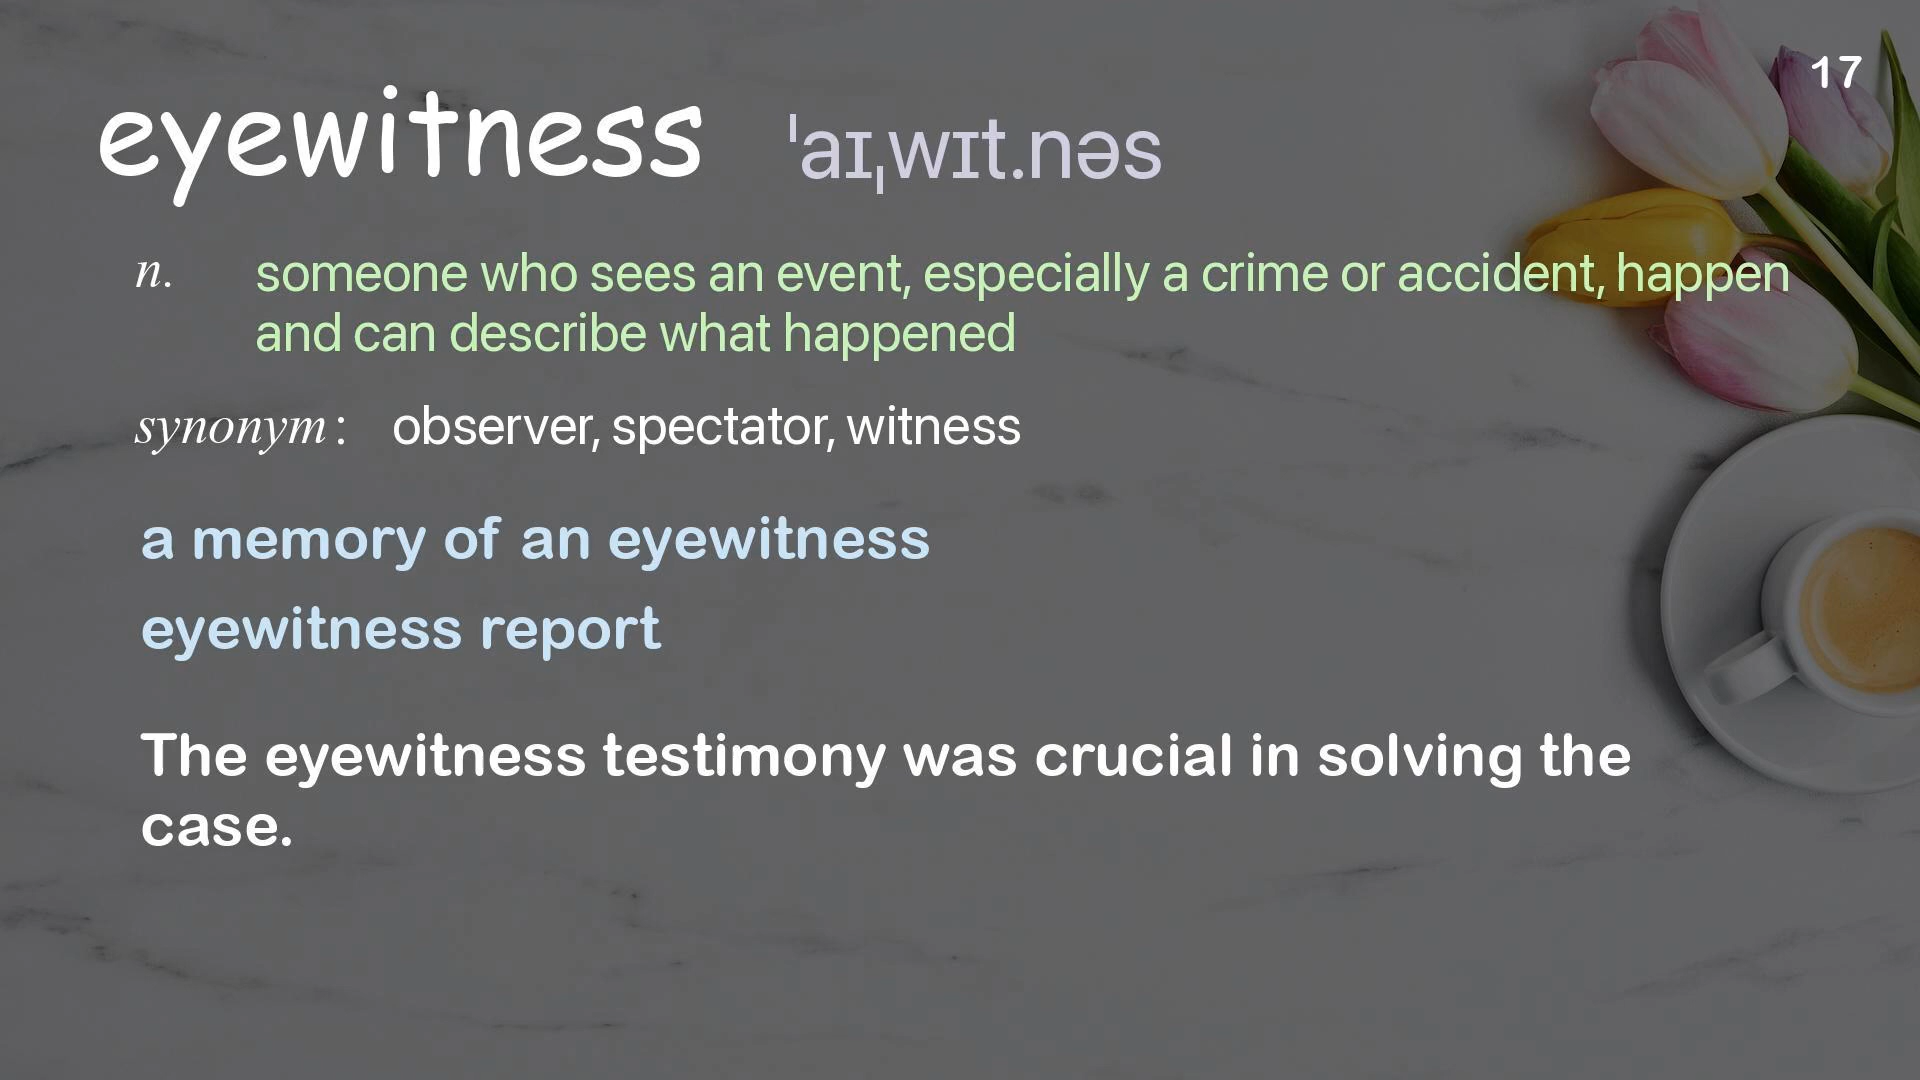 17
eyewitness ˈaɪˌwɪt.nəs
n. someone who sees an event, especially a crime or accident, happen
and can describe what happened
synonym : observer, spectator, witness
a memory of an eyewitness
eyewitness report
The eyewitness testimony was crucial in solving the
case.